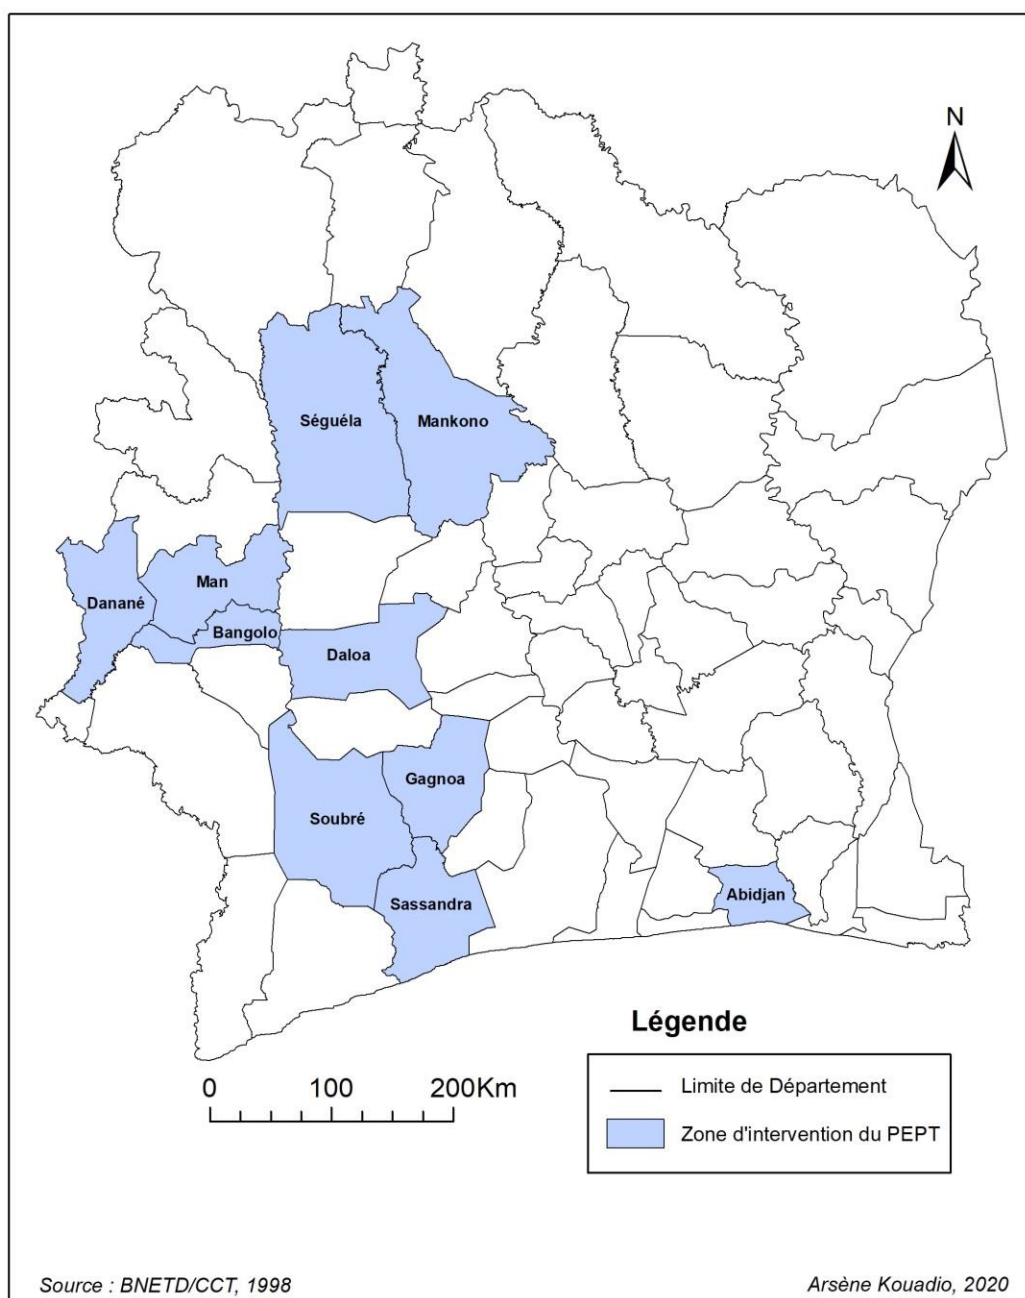 N
Séguéla
Mankono
Man
Danané
Bangolo
Daloa
Gagnoa
Soubré
Abidjan
Sassandra
Légende
0 100 200Km
Limite de Département
Zone d'intervention du PEPT
Source : BNETD/CCT, 1998
Arsène Kouadio, 2020